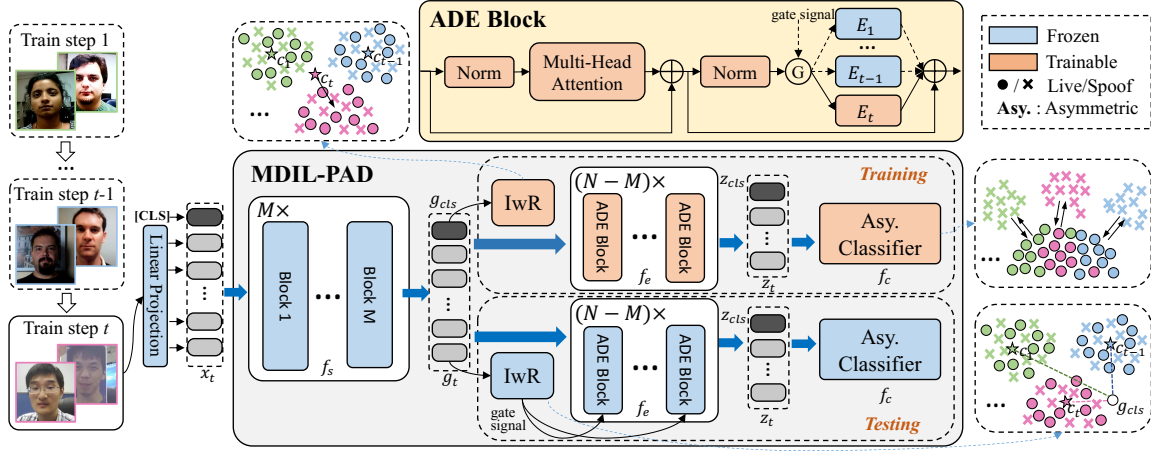 Train step 1
...
Train step t-1
Train step t
[CLS]
Linear Projection
...
x_t
c_1
c_{t-1}
c_t
...
ADE Block
Norm
Multi-Head
Attention
Norm
gate signal
G
E_1
...
E_{t-1}
E_t
Frozen
Trainable
/ Live/Spoof
Asy. : Asymmetric
MDIL-PAD
M×
Block 1
...
Block M
f_s
g_cls
...
g_t
Training
IwR
(N − M)×
ADE Block
...
ADE Block
f_e
z_cls
...
z_t
Asy.
Classifier
f_c
...
(N − M)×
IwR
gate
signal
ADE Block
...
ADE Block
f_e
z_cls
...
z_t
Asy.
Classifier
f_c
Testing
c_1
c_{t-1}
c_t
g_cls
...